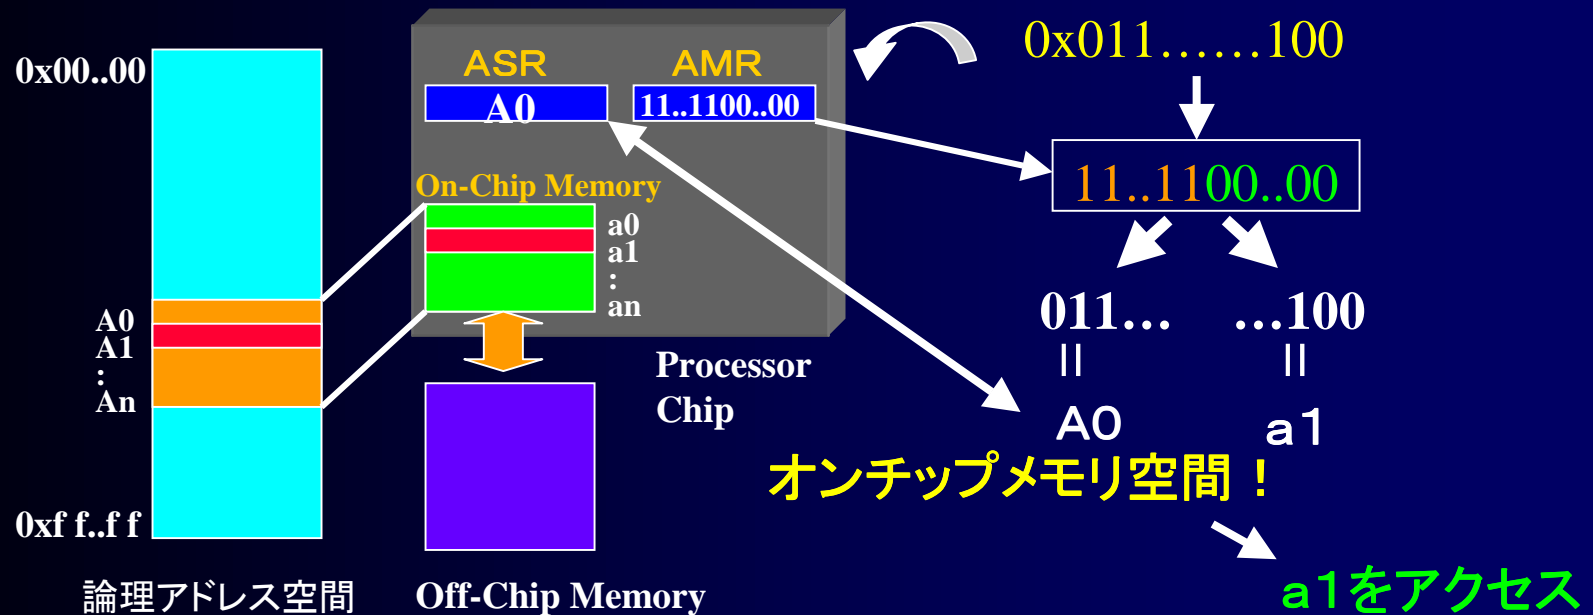 0x00..00
A0
A1
:
An
0xf f..f f
論理アドレス空間
ASR
AMR
A0
11..1100..00
On-Chip Memory
a0
a1
:
an
Processor
Chip
Off-Chip Memory
0x011……100
11..1100..00
011… …100
|| ||
A0 a1
オンチップメモリ空間！
a1をアクセス